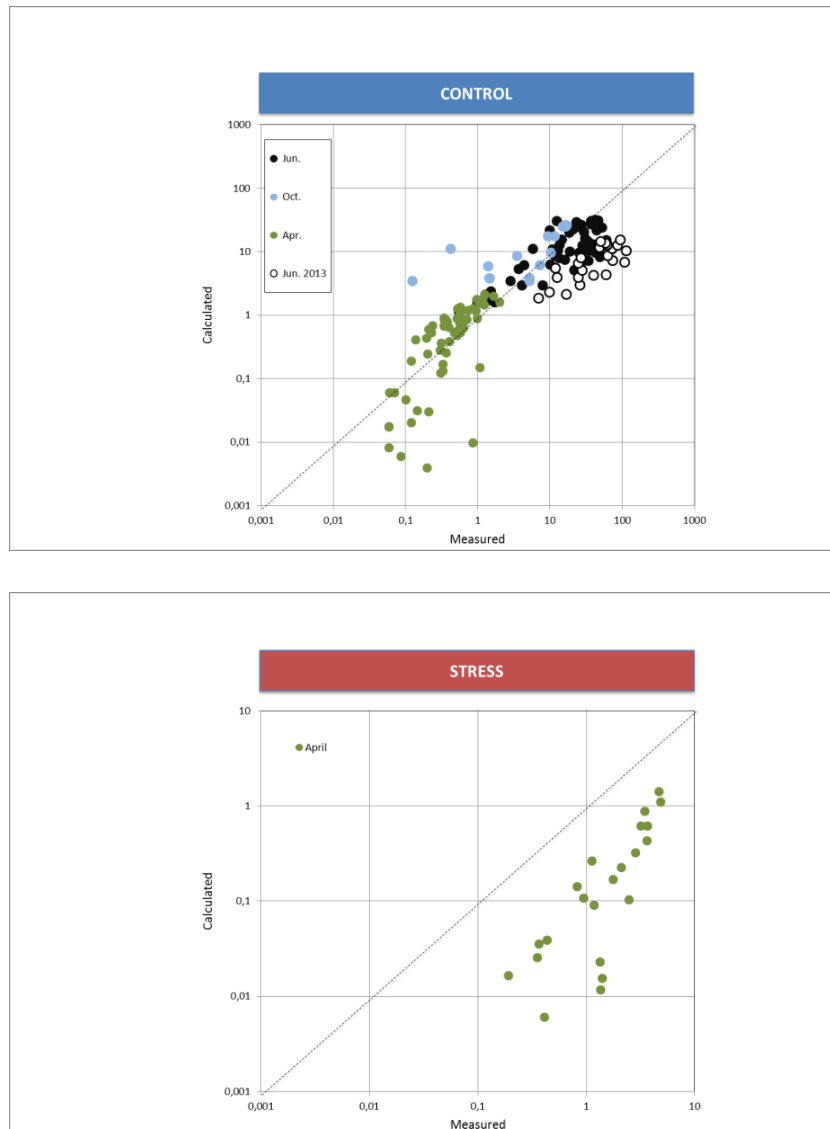 CONTROL
1000
100
10
1
0,1
0,01
0,001
Calculated
Jun.
Oct.
Apr.
Jun. 2013
0,001 0,01 0,1 1 10 100 1000
Measured
STRESS
10
1
0,1
0,01
0,001
Calculated
April
0,001 0,01 0,1 1 10
Measured